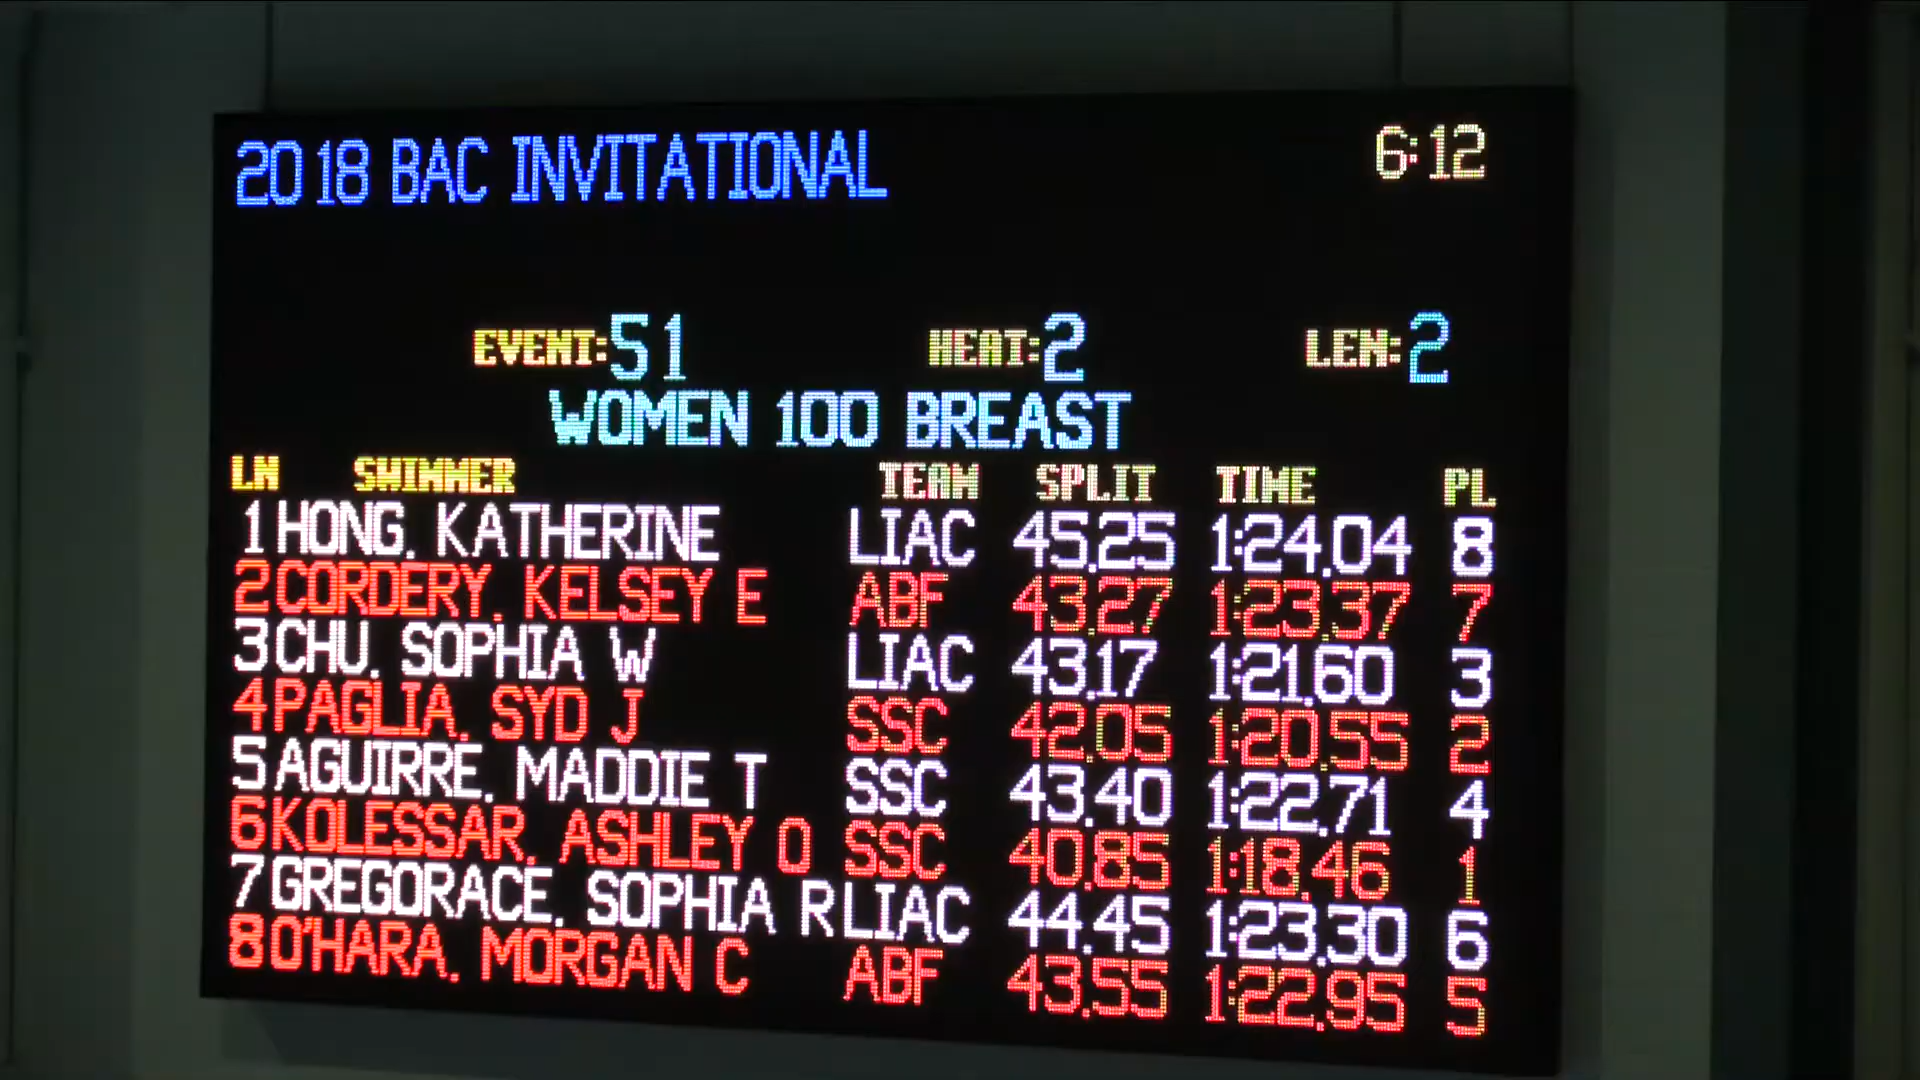 2018 BAC INVITATIONAL 6:12
EVENT:51 HEAT:2 LEN:2
WOMEN 100 BREAST
LN SWIMMER TEAM SPLIT TIME PL
1 HONG, KATHERINE LIAC 45.25 1:24.04 8
2 CORDERY, KELSEY E ABF 43.27 1:23.37 7
3 CHU, SOPHIA W LIAC 43.17 1:21.60 3
4 PAGLIA, SYD J SSC 42.05 1:20.55 2
5 AGUIRRE, MADDIE T SSC 43.40 1:22.71 4
6 KOLESSAR, ASHLEY O SSC 40.85 1:18.46 1
7 GREGORACE, SOPHIA R LIAC 44.45 1:23.30 6
8 O'HARA, MORGAN C ABF 43.55 1:22.95 5